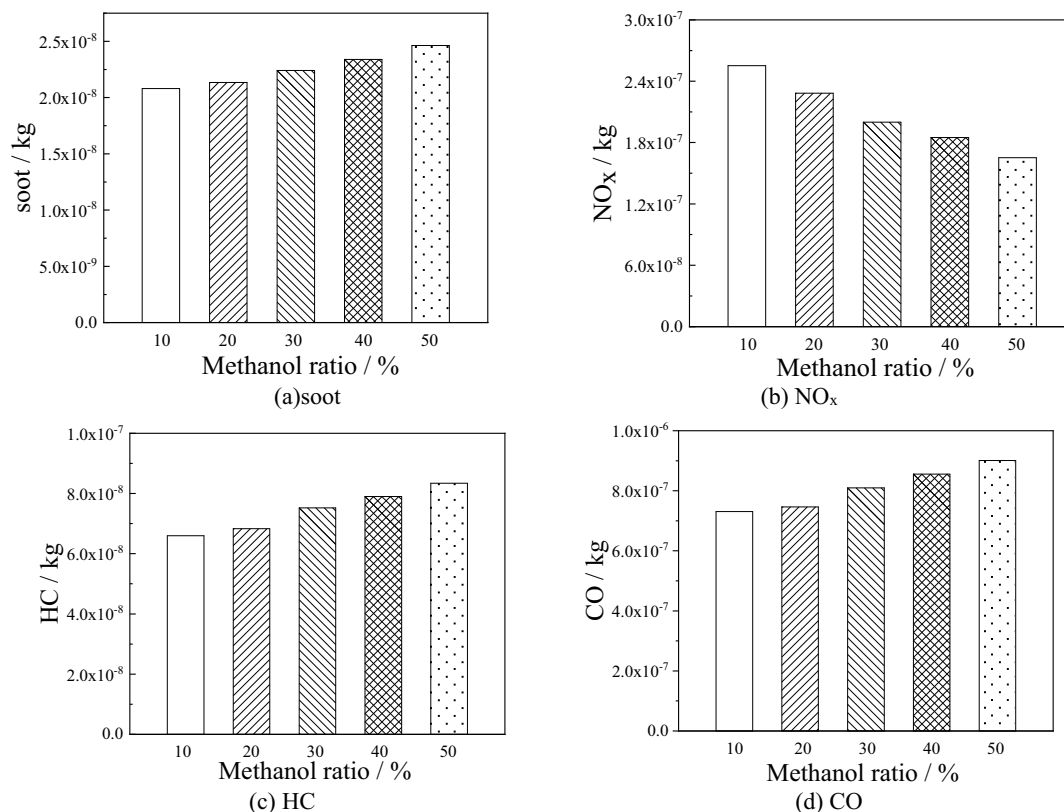 2.5x10⁻⁸
2.0x10⁻⁸
1.5x10⁻⁸
1.0x10⁻⁸
5.0x10⁻⁹
0.0
soot / kg
10 20 30 40 50
Methanol ratio / %
(a)soot
3.0x10⁻⁷
2.4x10⁻⁷
1.8x10⁻⁷
1.2x10⁻⁷
6.0x10⁻⁸
0.0
NOₓ / kg
10 20 30 40 50
Methanol ratio / %
(b) NOₓ
1.0x10⁻⁷
8.0x10⁻⁸
6.0x10⁻⁸
4.0x10⁻⁸
2.0x10⁻⁸
0.0
HC / kg
10 20 30 40 50
Methanol ratio / %
(c) HC
1.0x10⁻⁶
8.0x10⁻⁷
6.0x10⁻⁷
4.0x10⁻⁷
2.0x10⁻⁷
0.0
CO / kg
10 20 30 40 50
Methanol ratio / %
(d) CO